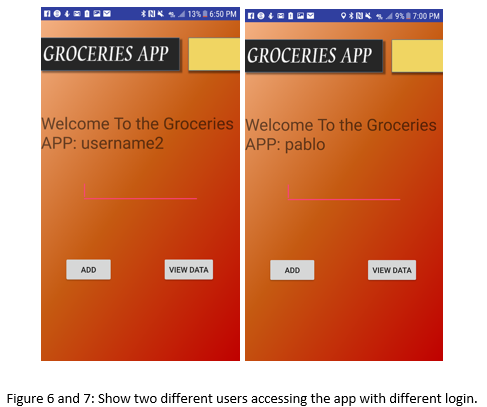 13% 6:50 PM
GROCERIES APP
Welcome To the Groceries
APP: username2
ADD
VIEW DATA
9% 7:00 PM
GROCERIES APP
Welcome To the Groceries
APP: pablo
ADD
VIEW DATA
Figure 6 and 7: Show two different users accessing the app with different login.